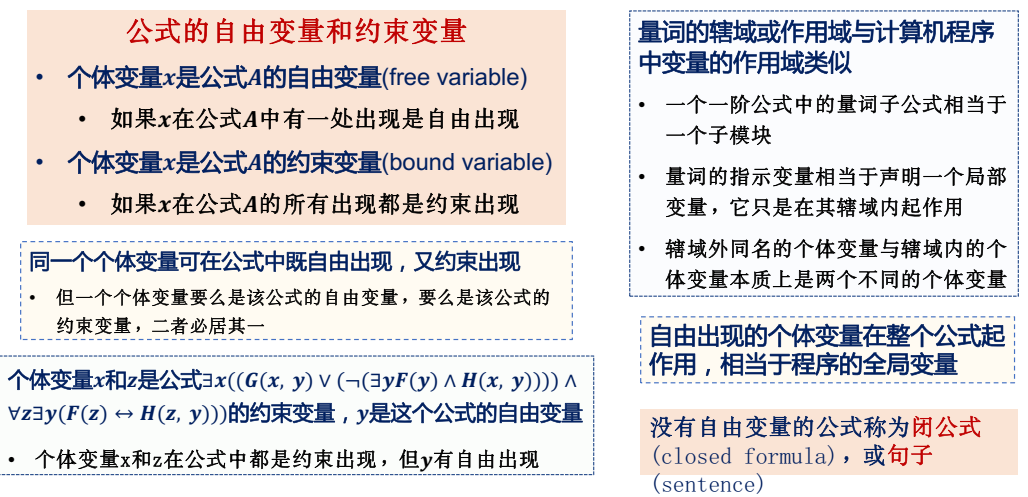 公式的自由变量和约束变量
• 个体变量x是公式A的自由变量(free variable)
• 如果x在公式A中有一处出现是自由出现
• 个体变量x是公式A的约束变量(bound variable)
• 如果x在公式A的所有出现都是约束出现
同一个个体变量可在公式中既自由出现，又约束出现
• 但一个个体变量要么是该公式的自由变量，要么是该公式的
约束变量，二者必居其一
个体变量x和z是公式∃x((G(x, y) ∨ (¬(∃yF(y) ∧ H(x, y)))) ∧
∀z∃y(F(z) ↔ H(z, y)))的约束变量，y是这个公式的自由变量
• 个体变量x和z在公式中都是约束出现，但y有自由出现
量词的辖域或作用域与计算机程序
中变量的作用域类似
• 一个一阶公式中的量词子公式相当于
一个子模块
• 量词的指示变量相当于声明一个局部
变量，它只是在其辖域内起作用
• 辖域外同名的个体变量与辖域内的个
体变量本质上是两个不同的个体变量
自由出现的个体变量在整个公式起
作用，相当于程序的全局变量
没有自由变量的公式称为闭公式
(closed formula)，或句子
(sentence)